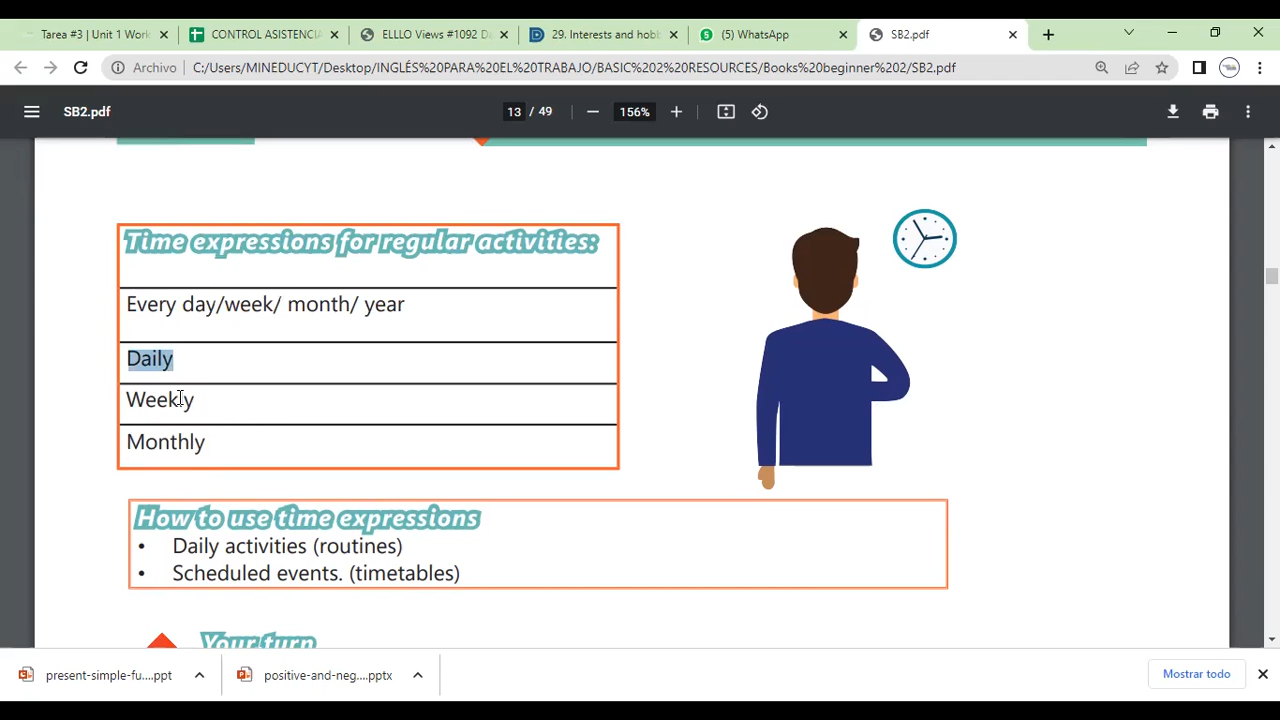 Tarea #3 | Unit 1 Work
CONTROL ASISTENCIA
ELLLO Views #1092 Da
29. Interests and hobb
(5) WhatsApp
SB2.pdf
Archivo
C:/Users/MINEDUCYT/Desktop/INGLÉS%20PARA%20EL%20TRABAJO/BASIC%202%20RESOURCES/Books%20beginner%202/SB2.pdf
SB2.pdf
13 / 49
156%
Time expressions for regular activities:
Every day/week/ month/ year
Daily
Weekly
Monthly
How to use time expressions
• Daily activities (routines)
• Scheduled events. (timetables)
Your turn
present-simple-fu....ppt
positive-and-neg....pptx
Mostrar todo